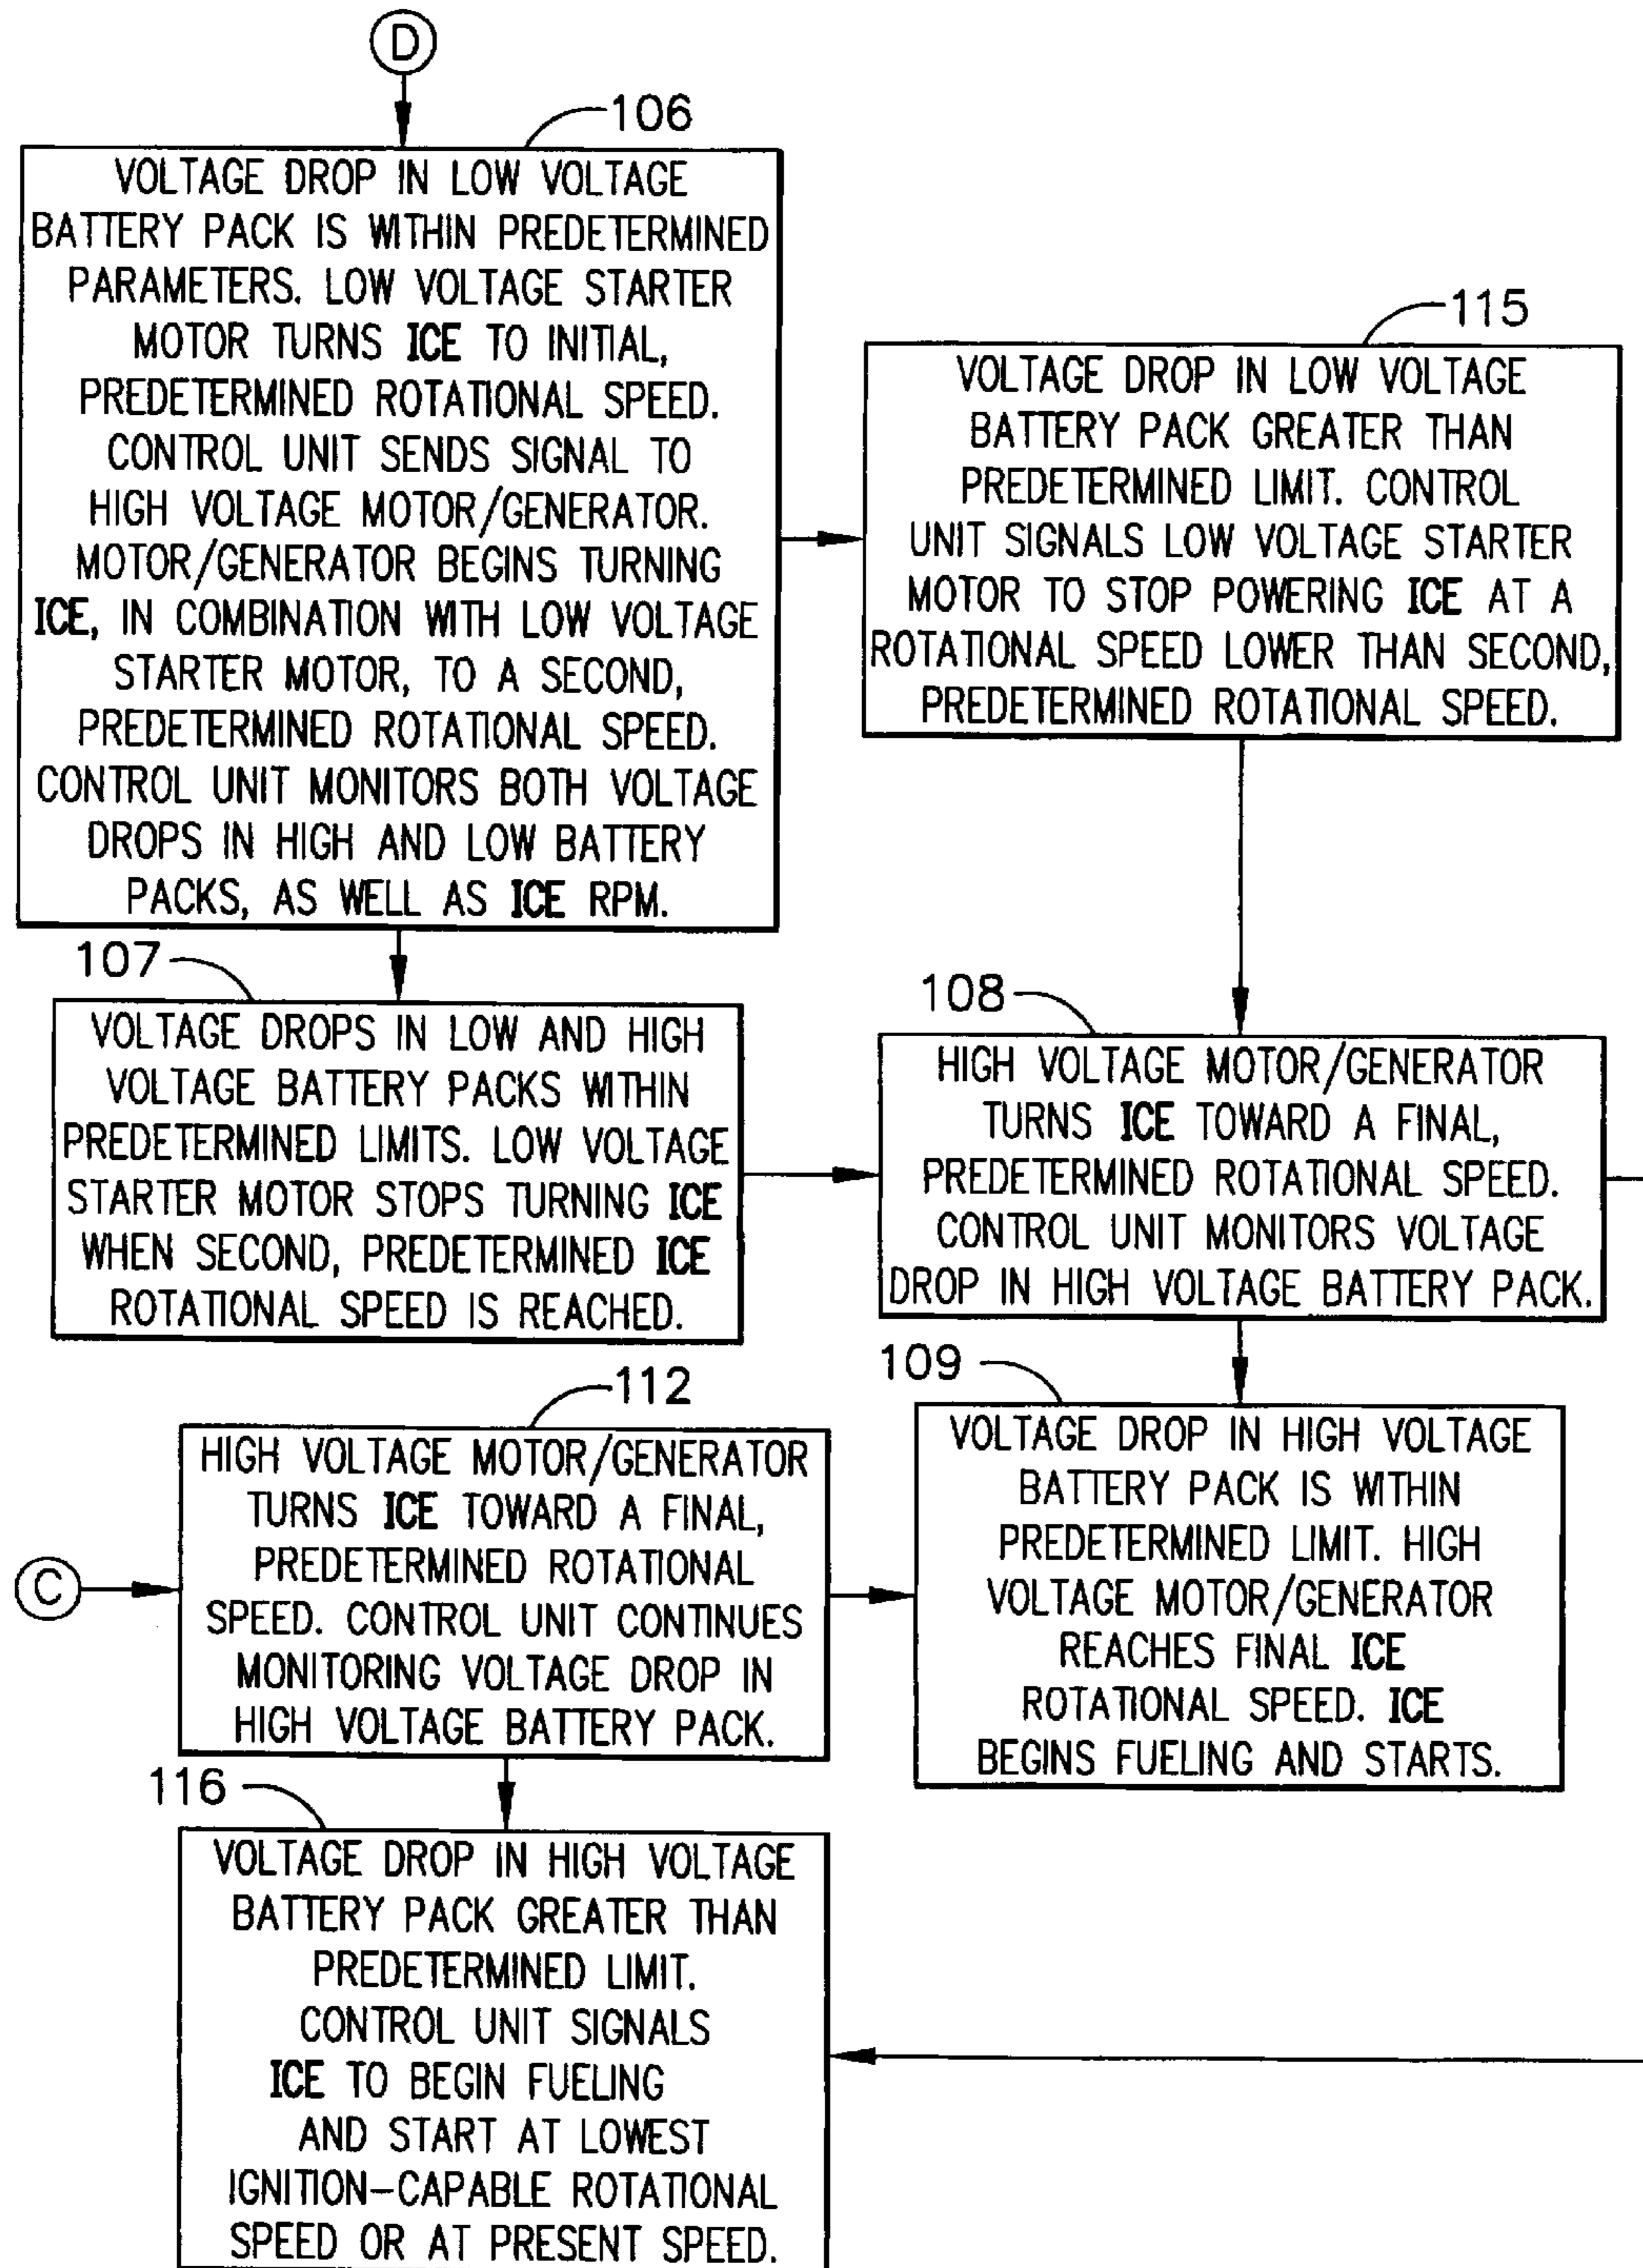 D
106
VOLTAGE DROP IN LOW VOLTAGE
BATTERY PACK IS WITHIN PREDETERMINED
PARAMETERS. LOW VOLTAGE STARTER
MOTOR TURNS ICE TO INITIAL,
PREDETERMINED ROTATIONAL SPEED.
CONTROL UNIT SENDS SIGNAL TO
HIGH VOLTAGE MOTOR/GENERATOR.
MOTOR/GENERATOR BEGINS TURNING
ICE, IN COMBINATION WITH LOW VOLTAGE
STARTER MOTOR, TO A SECOND,
PREDETERMINED ROTATIONAL SPEED.
CONTROL UNIT MONITORS BOTH VOLTAGE
DROPS IN HIGH AND LOW BATTERY
PACKS, AS WELL AS ICE RPM.
115
VOLTAGE DROP IN LOW VOLTAGE
BATTERY PACK GREATER THAN
PREDETERMINED LIMIT. CONTROL
UNIT SIGNALS LOW VOLTAGE STARTER
MOTOR TO STOP POWERING ICE AT A
ROTATIONAL SPEED LOWER THAN SECOND,
PREDETERMINED ROTATIONAL SPEED.
107
VOLTAGE DROPS IN LOW AND HIGH
VOLTAGE BATTERY PACKS WITHIN
PREDETERMINED LIMITS. LOW VOLTAGE
STARTER MOTOR STOPS TURNING ICE
WHEN SECOND, PREDETERMINED ICE
ROTATIONAL SPEED IS REACHED.
108
HIGH VOLTAGE MOTOR/GENERATOR
TURNS ICE TOWARD A FINAL,
PREDETERMINED ROTATIONAL SPEED.
CONTROL UNIT MONITORS VOLTAGE
DROP IN HIGH VOLTAGE BATTERY PACK.
112
C
HIGH VOLTAGE MOTOR/GENERATOR
TURNS ICE TOWARD A FINAL,
PREDETERMINED ROTATIONAL
SPEED. CONTROL UNIT CONTINUES
MONITORING VOLTAGE DROP IN
HIGH VOLTAGE BATTERY PACK.
109
VOLTAGE DROP IN HIGH VOLTAGE
BATTERY PACK IS WITHIN
PREDETERMINED LIMIT. HIGH
VOLTAGE MOTOR/GENERATOR
REACHES FINAL ICE
ROTATIONAL SPEED. ICE
BEGINS FUELING AND STARTS.
116
VOLTAGE DROP IN HIGH VOLTAGE
BATTERY PACK GREATER THAN
PREDETERMINED LIMIT.
CONTROL UNIT SIGNALS
ICE TO BEGIN FUELING
AND START AT LOWEST
IGNITION-CAPABLE ROTATIONAL
SPEED OR AT PRESENT SPEED.